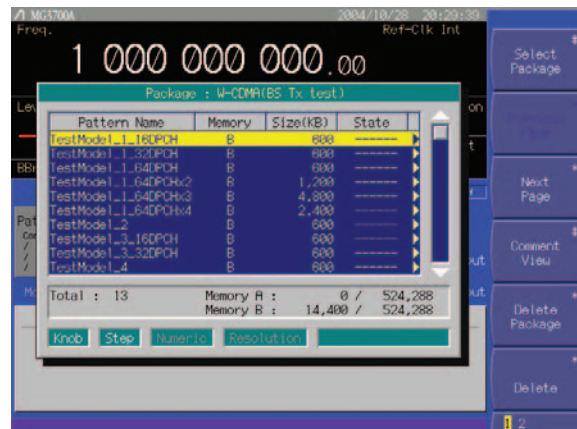 MG3700A 2004/10/28 20:29:39
Freq. Ref-Clk Int
1 000 000 000.00
Package : W-CDMA(BS Tx test)
Pattern Name Memory Size(KB) State
TestModel_1_16DPCH B 600 ------
TestModel_1_32DPCH B 600 ------
TestModel_1_64DPCH B 600 ------
TestModel_1_64DPCHx2 B 1,200 ------
TestModel_1_64DPCHx3 B 4,800 ------
TestModel_1_64DPCHx4 B 2,400 ------
TestModel_2 B 600 ------
TestModel_3_16DPCH B 600 ------
TestModel_3_32DPCH B 600 ------
TestModel_4 B 600 ------
Total : 13 Memory A : 0 / 524,288
Memory B : 14,400 / 524,288
Knob Step Numeric Resolution
Select
Package
Next
Page
Comment
View
Delete
Package
Delete
1 2